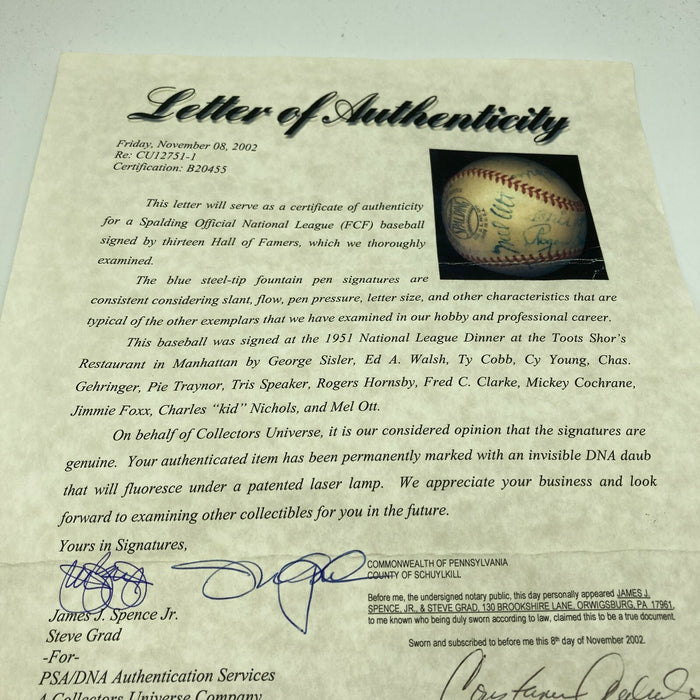 Letter of Authenticity
Friday, November 08, 2002
Re: CU12751-1
Certification: B20455
This letter will serve as a certificate of authenticity
for a Spalding Official National League (FCF) baseball
signed by thirteen Hall of Famers, which we thoroughly
examined.
SPALDING
Mel Ott
The blue steel-tip fountain pen signatures are
consistent considering slant, flow, pen pressure, letter size, and other characteristics that are
typical of the other exemplars that we have examined in our hobby and professional career.
This baseball was signed at the 1951 National League Dinner at the Toots Shor's
Restaurant in Manhattan by George Sisler, Ed A. Walsh, Ty Cobb, Cy Young, Chas.
Gehringer, Pie Traynor, Tris Speaker, Rogers Hornsby, Fred C. Clarke, Mickey Cochrane,
Jimmie Foxx, Charles "kid" Nichols, and Mel Ott.
On behalf of Collectors Universe, it is our considered opinion that the signatures are
genuine. Your authenticated item has been permanently marked with an invisible DNA daub
that will fluoresce under a patented laser lamp. We appreciate your business and look
forward to examining other collectibles for you in the future.
Yours in Signatures,
James J. Spence Jr.
Steve Grad
-For-
PSA/DNA Authentication Services
A Collectors Universe Company
COMMONWEALTH OF PENNSYLVANIA
COUNTY OF SCHUYLKILL
Before me, the undersigned notary public, this day personally appeared JAMES J.
SPENCE, JR., & STEVE GRAD, 130 BROOKSHIRE LANE, ORWIGSBURG, PA 17961,
to me known who being duly sworn according to law, claimed this to be a true document.
Sworn and subscribed to before me this 8th day of November 2002.